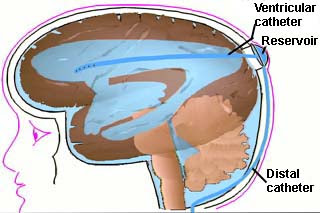 Ventricular
catheter
Reservoir
Distal
catheter